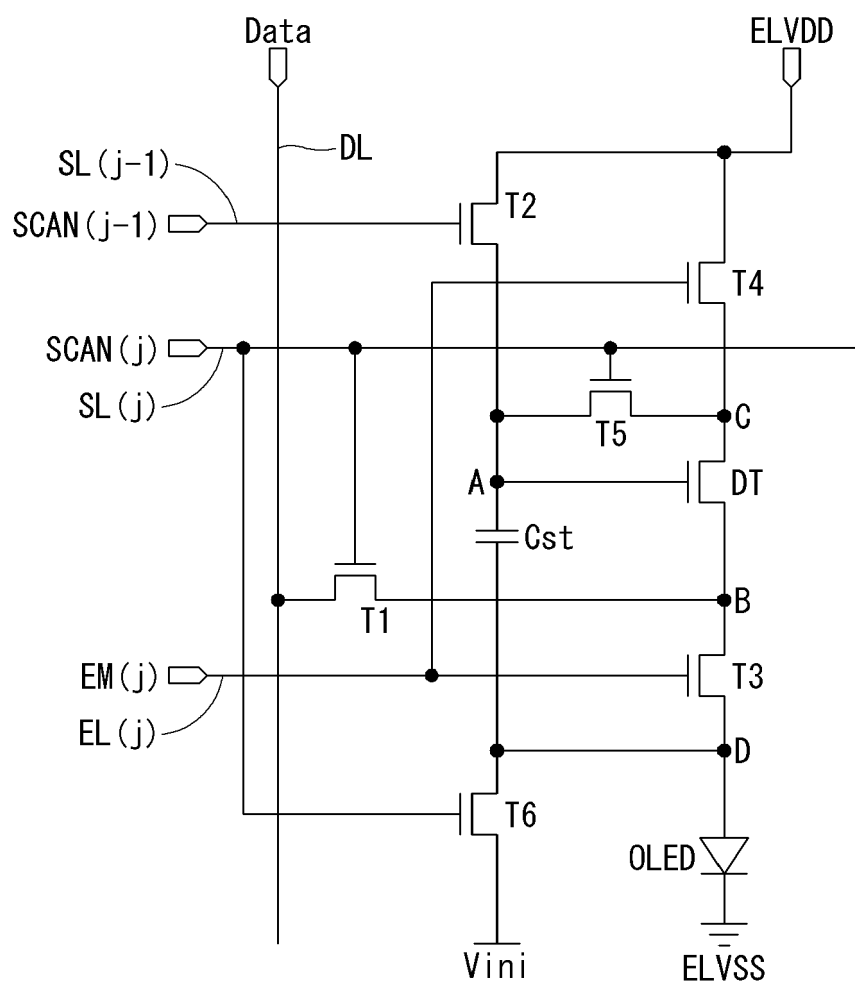 Data
ELVDD
DL
SL(j-1)
T2
SCAN(j-1)
T4
SCAN(j)
SL(j)
C
T5
A
DT
Cst
B
T1
EM(j)
T3
EL(j)
D
T6
OLED
Vini
ELVSS